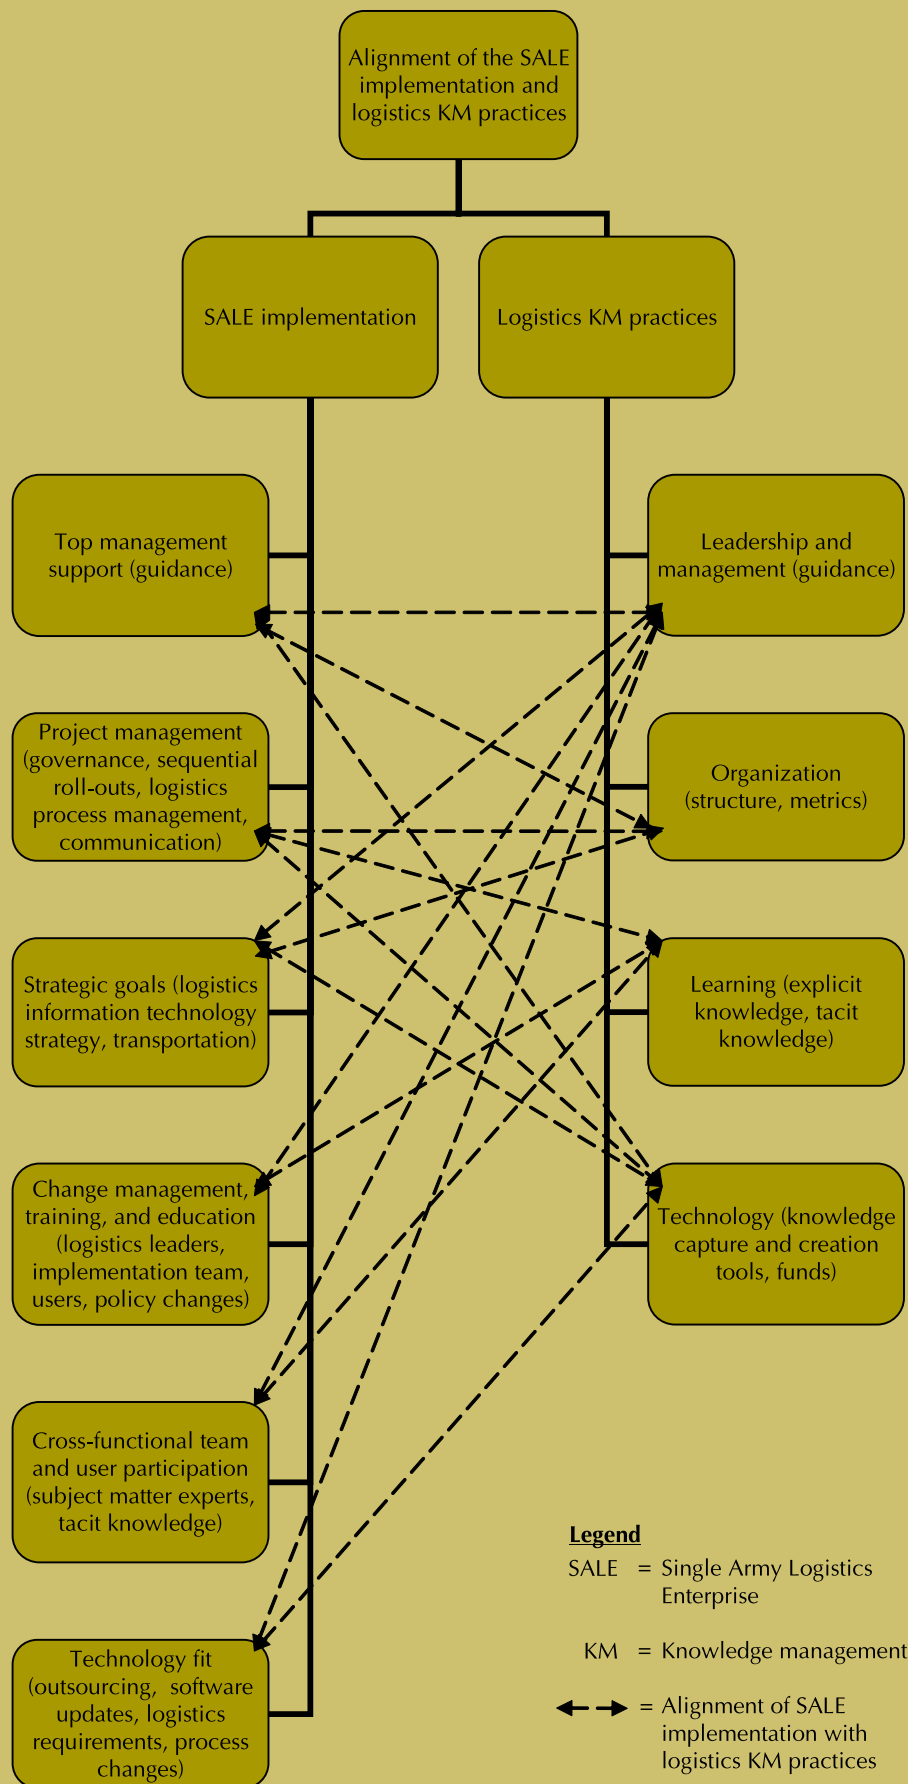 Alignment of the SALE
implementation and
logistics KM practices
SALE implementation
Logistics KM practices
Top management
support (guidance)
Leadership and
management (guidance)
Project management
(governance, sequential
roll-outs, logistics
process management,
communication)
Organization
(structure, metrics)
Strategic goals (logistics
information technology
strategy, transportation)
Learning (explicit
knowledge, tacit
knowledge)
Change management,
training, and education
(logistics leaders,
implementation team,
users, policy changes)
Technology (knowledge
capture and creation
tools, funds)
Cross-functional team
and user participation
(subject matter experts,
tacit knowledge)
Technology fit
(outsourcing, software
updates, logistics
requirements, process
changes)
Legend
SALE = Single Army Logistics
Enterprise
KM = Knowledge management
= Alignment of SALE
implementation with
logistics KM practices